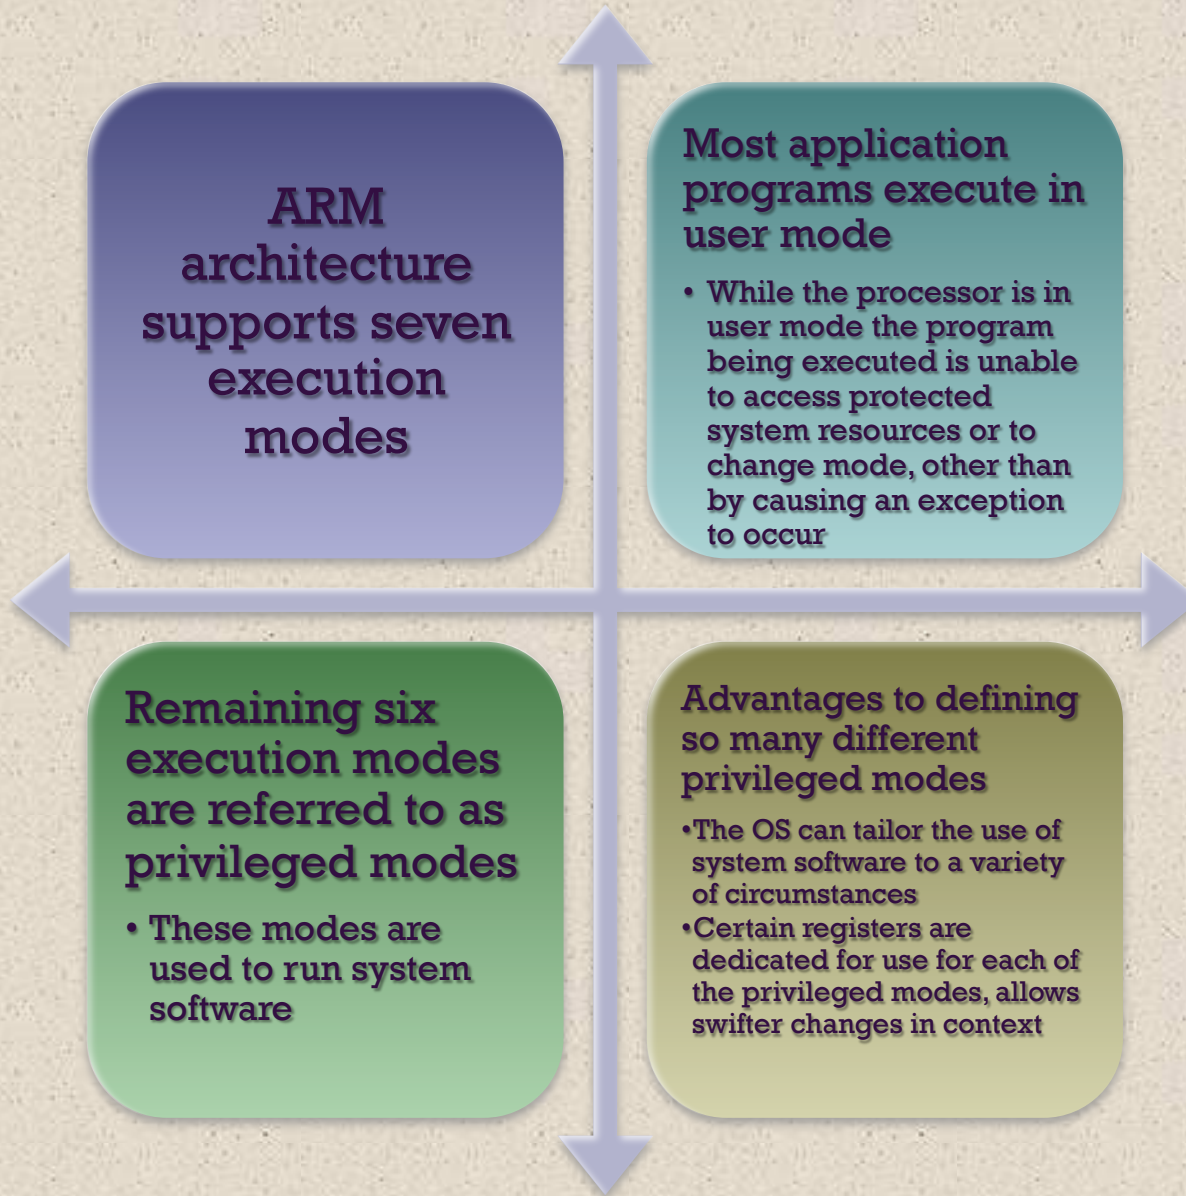 ARM
architecture
supports seven
execution
modes
Most application
programs execute in
user mode
• While the processor is in
user mode the program
being executed is unable
to access protected
system resources or to
change mode, other than
by causing an exception
to occur
Remaining six
execution modes
are referred to as
privileged modes
• These modes are
used to run system
software
Advantages to defining
so many different
privileged modes
•The OS can tailor the use of
system software to a variety
of circumstances
•Certain registers are
dedicated for use for each of
the privileged modes, allows
swifter changes in context